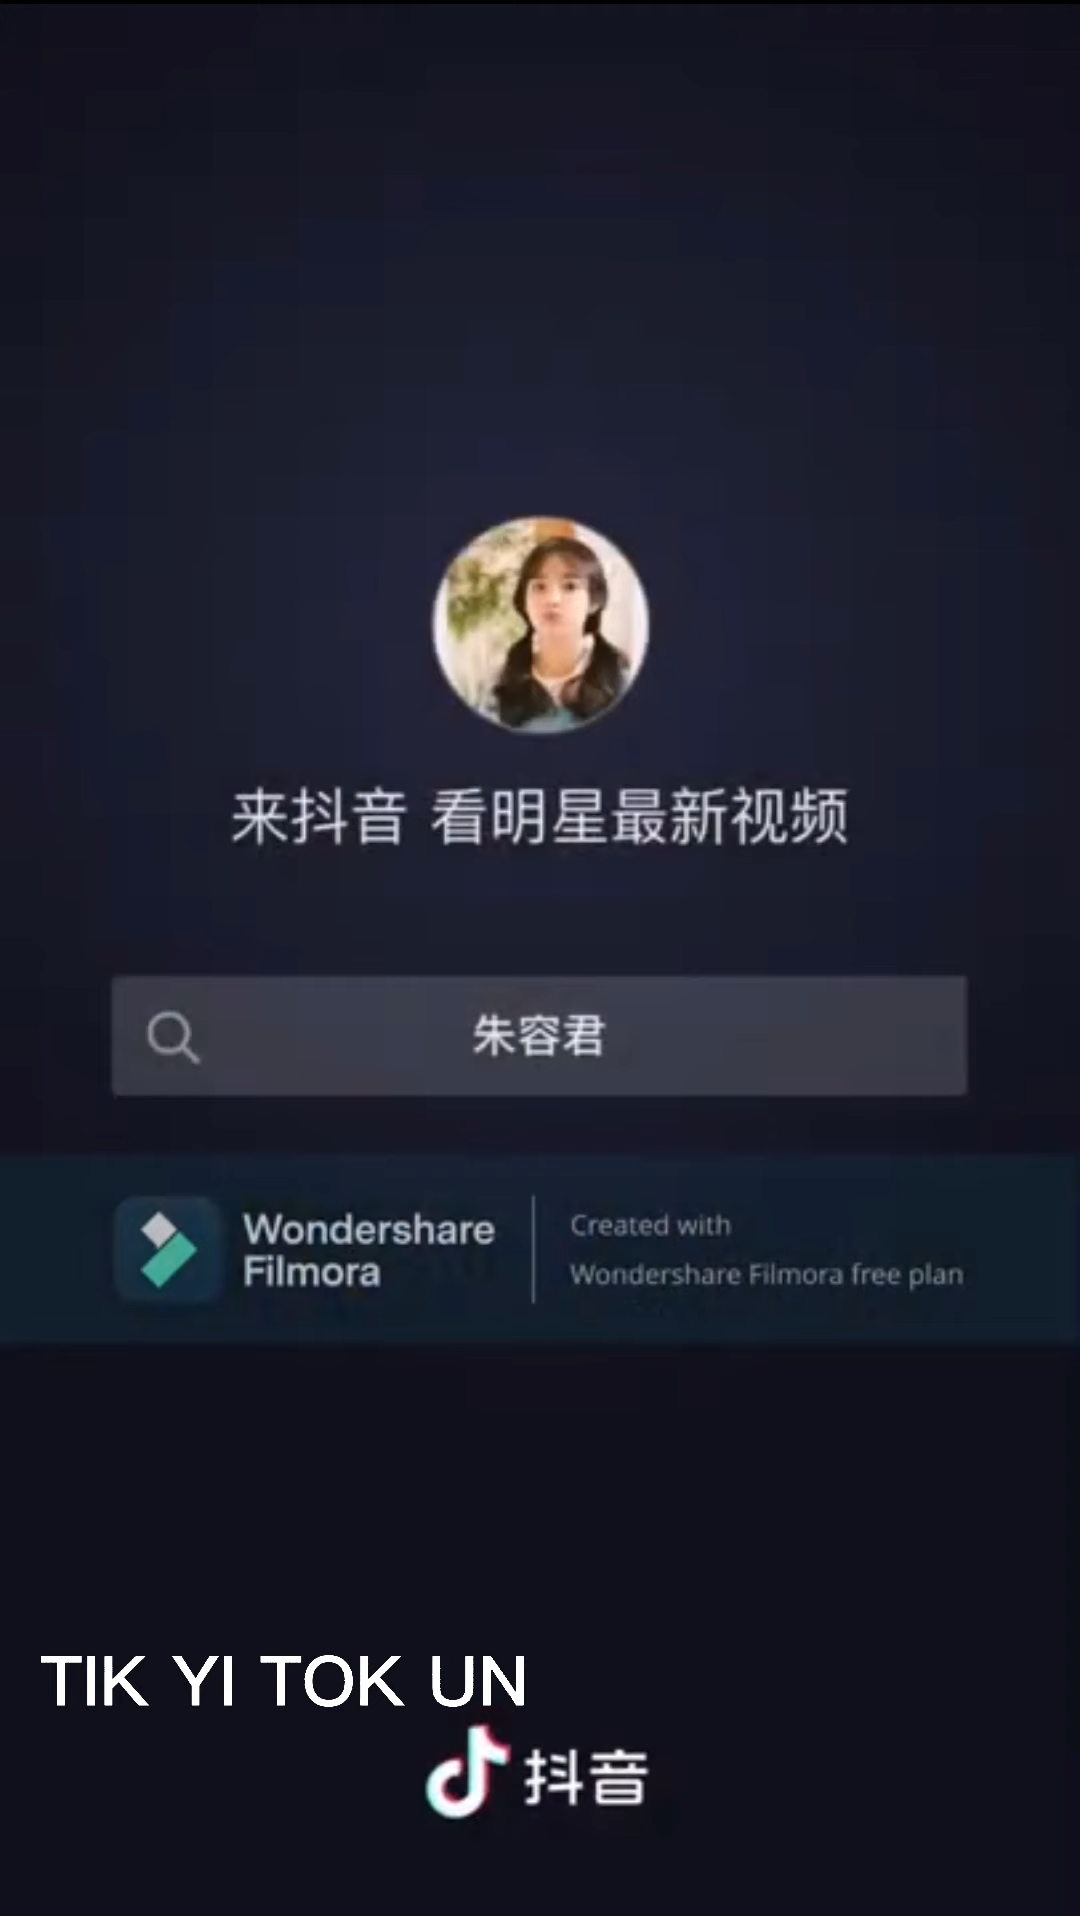 来抖音 看明星最新视频
朱容君
Wondershare
Filmora
Created with
Wondershare Filmora free plan
TIK YI TOK UN
抖音